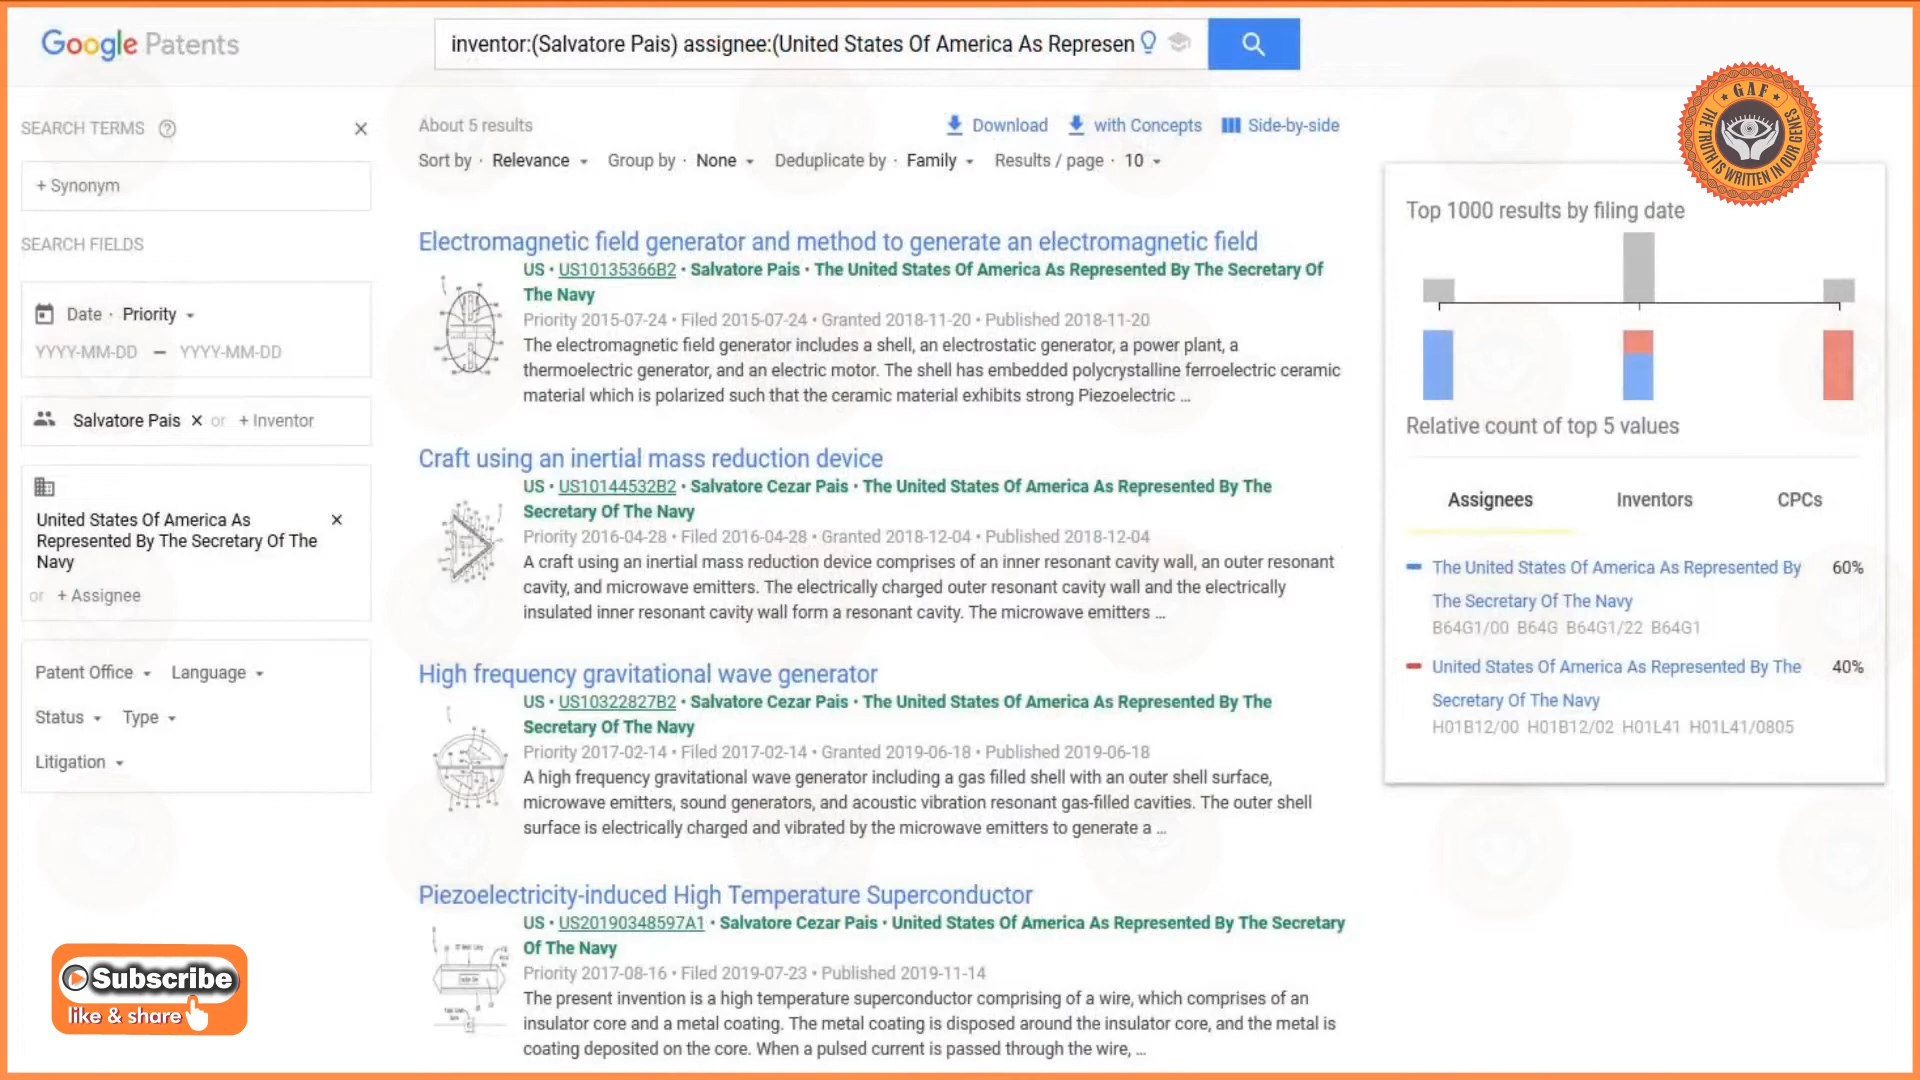 Google Patents
inventor:(Salvatore Pais) assignee:(United States Of America As Represen
GAF
THE TRUTH IS WRITTEN IN OUR GENES
SEARCH TERMS
+ Synonym
SEARCH FIELDS
Date · Priority
YYYY-MM-DD — YYYY-MM-DD
Salvatore Pais × or + Inventor
United States Of America As
Represented By The Secretary Of The
Navy
or + Assignee
Patent Office Language
Status Type
Litigation
About 5 results
Download with Concepts Side-by-side
Sort by · Relevance Group by · None Deduplicate by · Family Results / page · 10
Electromagnetic field generator and method to generate an electromagnetic field
US • US10135366B2 • Salvatore Pais • The United States Of America As Represented By The Secretary Of
The Navy
Priority 2015-07-24 • Filed 2015-07-24 • Granted 2018-11-20 • Published 2018-11-20
The electromagnetic field generator includes a shell, an electrostatic generator, a power plant, a
thermoelectric generator, and an electric motor. The shell has embedded polycrystalline ferroelectric ceramic
material which is polarized such that the ceramic material exhibits strong Piezoelectric ...
Craft using an inertial mass reduction device
US • US10144532B2 • Salvatore Cezar Pais • The United States Of America As Represented By The
Secretary Of The Navy
Priority 2016-04-28 • Filed 2016-04-28 • Granted 2018-12-04 • Published 2018-12-04
A craft using an inertial mass reduction device comprises of an inner resonant cavity wall, an outer resonant
cavity, and microwave emitters. The electrically charged outer resonant cavity wall and the electrically
insulated inner resonant cavity wall form a resonant cavity. The microwave emitters ...
High frequency gravitational wave generator
US • US10322827B2 • Salvatore Cezar Pais • The United States Of America As Represented By The
Secretary Of The Navy
Priority 2017-02-14 • Filed 2017-02-14 • Granted 2019-06-18 • Published 2019-06-18
A high frequency gravitational wave generator including a gas filled shell with an outer shell surface,
microwave emitters, sound generators, and acoustic vibration resonant gas-filled cavities. The outer shell
surface is electrically charged and vibrated by the microwave emitters to generate a ...
Piezoelectricity-induced High Temperature Superconductor
US • US20190348597A1 • Salvatore Cezar Pais • United States Of America As Represented By The Secretary
Of The Navy
Priority 2017-08-16 • Filed 2019-07-23 • Published 2019-11-14
The present invention is a high temperature superconductor comprising of a wire, which comprises of an
insulator core and a metal coating. The metal coating is disposed around the insulator core, and the metal is
coating deposited on the core. When a pulsed current is passed through the wire, ...
Top 1000 results by filing date
Relative count of top 5 values
Assignees Inventors CPCs
The United States Of America As Represented By 60%
The Secretary Of The Navy
B64G1/00 B64G B64G1/22 B64G1
United States Of America As Represented By The 40%
Secretary Of The Navy
H01B12/00 H01B12/02 H01L41 H01L41/0805
Subscribe
like & share